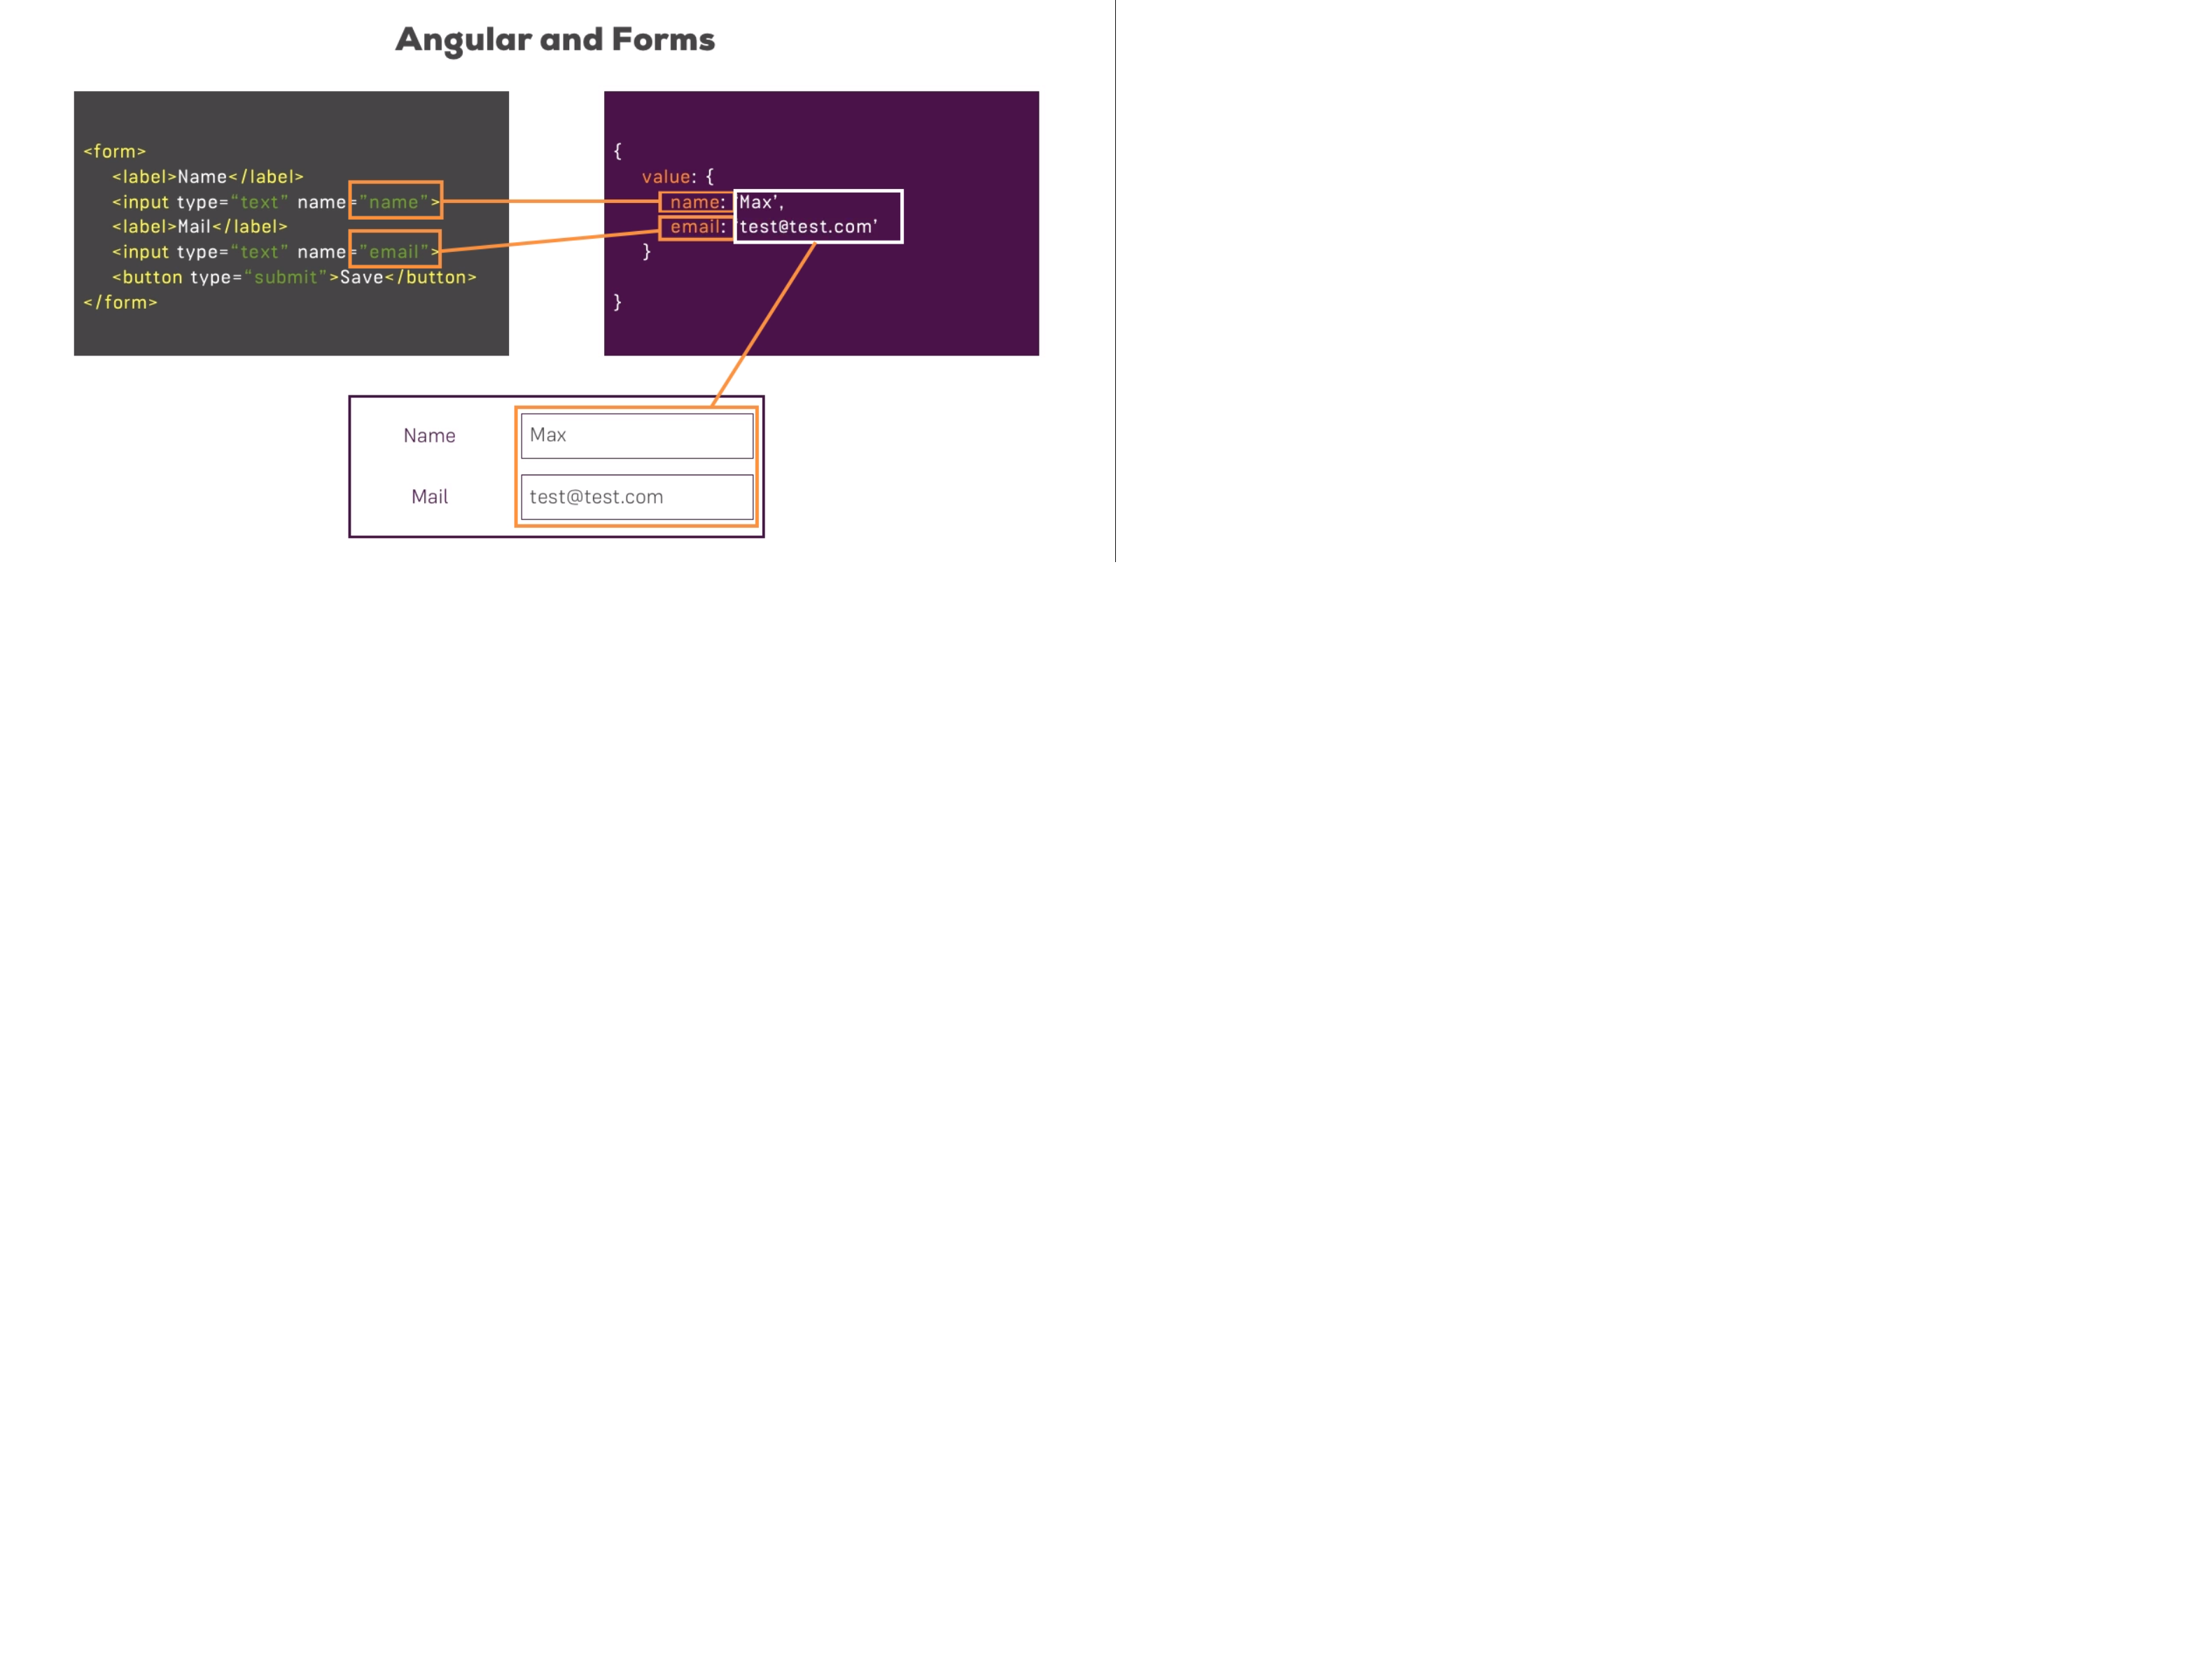 Angular and Forms
<form>
<label>Name</label>
<input type=“text” name=”name”>
<label>Mail</label>
<input type=“text” name=”email”>
<button type=“submit”>Save</button>
</form>
{
value: {
name: ‘Max’,
email: ‘test@test.com’
}
}
Name
Max
Mail
test@test.com